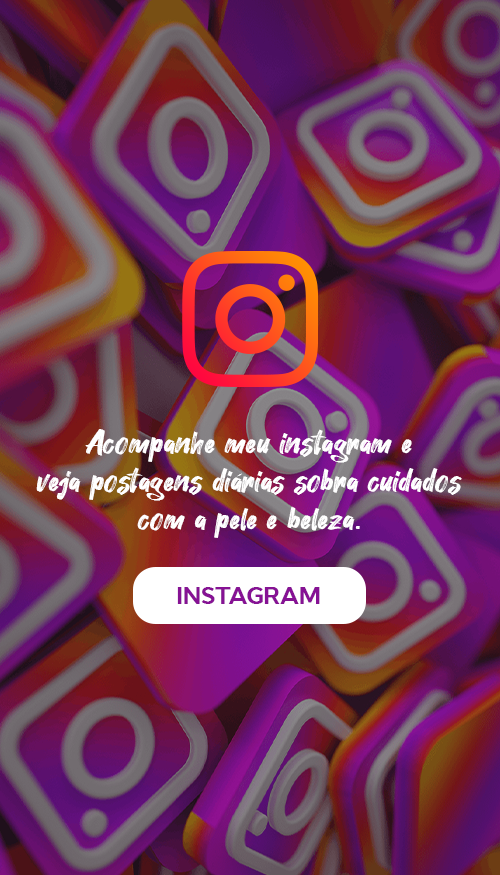 Acompanhe meu instagram e
veja postagens diárias sobra cuidados
com a pele e beleza.
INSTAGRAM